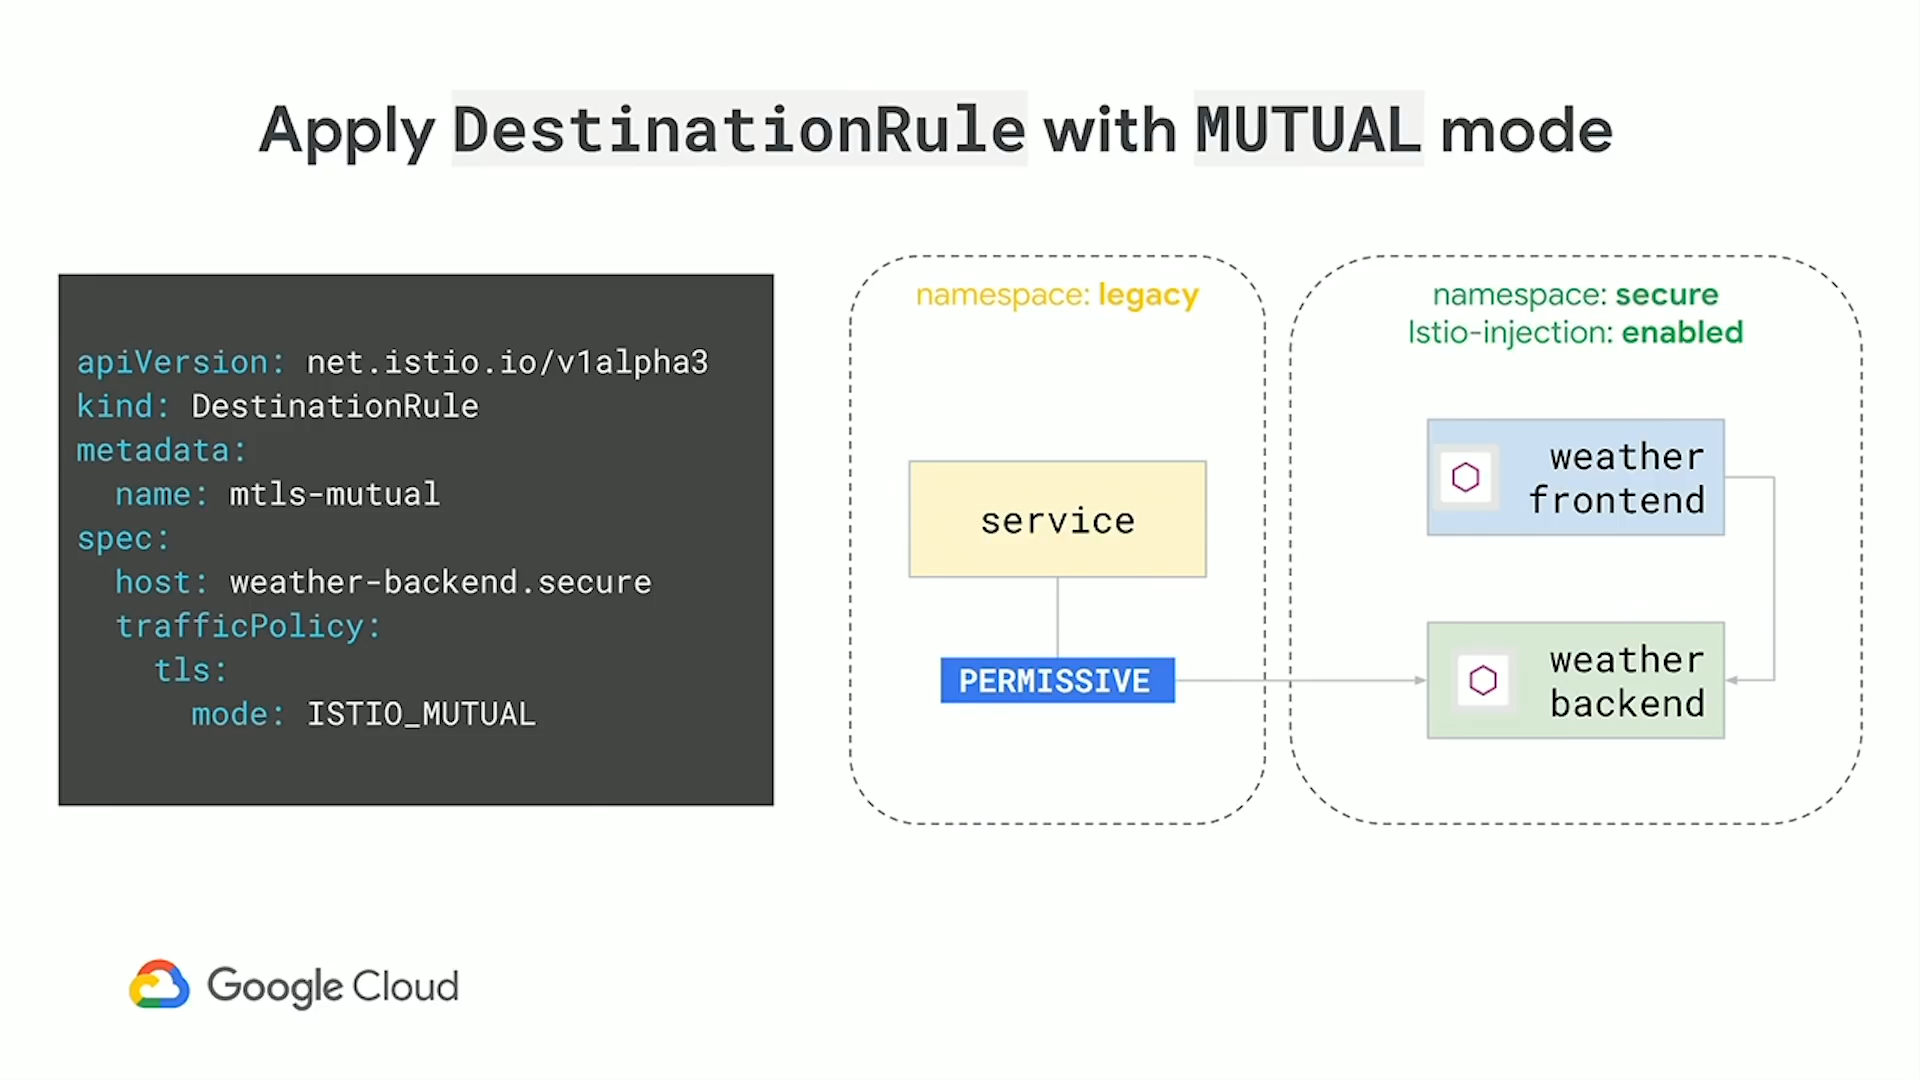 Apply DestinationRule with MUTUAL mode
apiVersion: net.istio.io/v1alpha3
kind: DestinationRule
metadata:
  name: mtls-mutual
spec:
  host: weather-backend.secure
  trafficPolicy:
    tls:
      mode: ISTIO_MUTUAL
namespace: legacy
service
PERMISSIVE
namespace: secure
Istio-injection: enabled
weather
frontend
weather
backend
Google Cloud